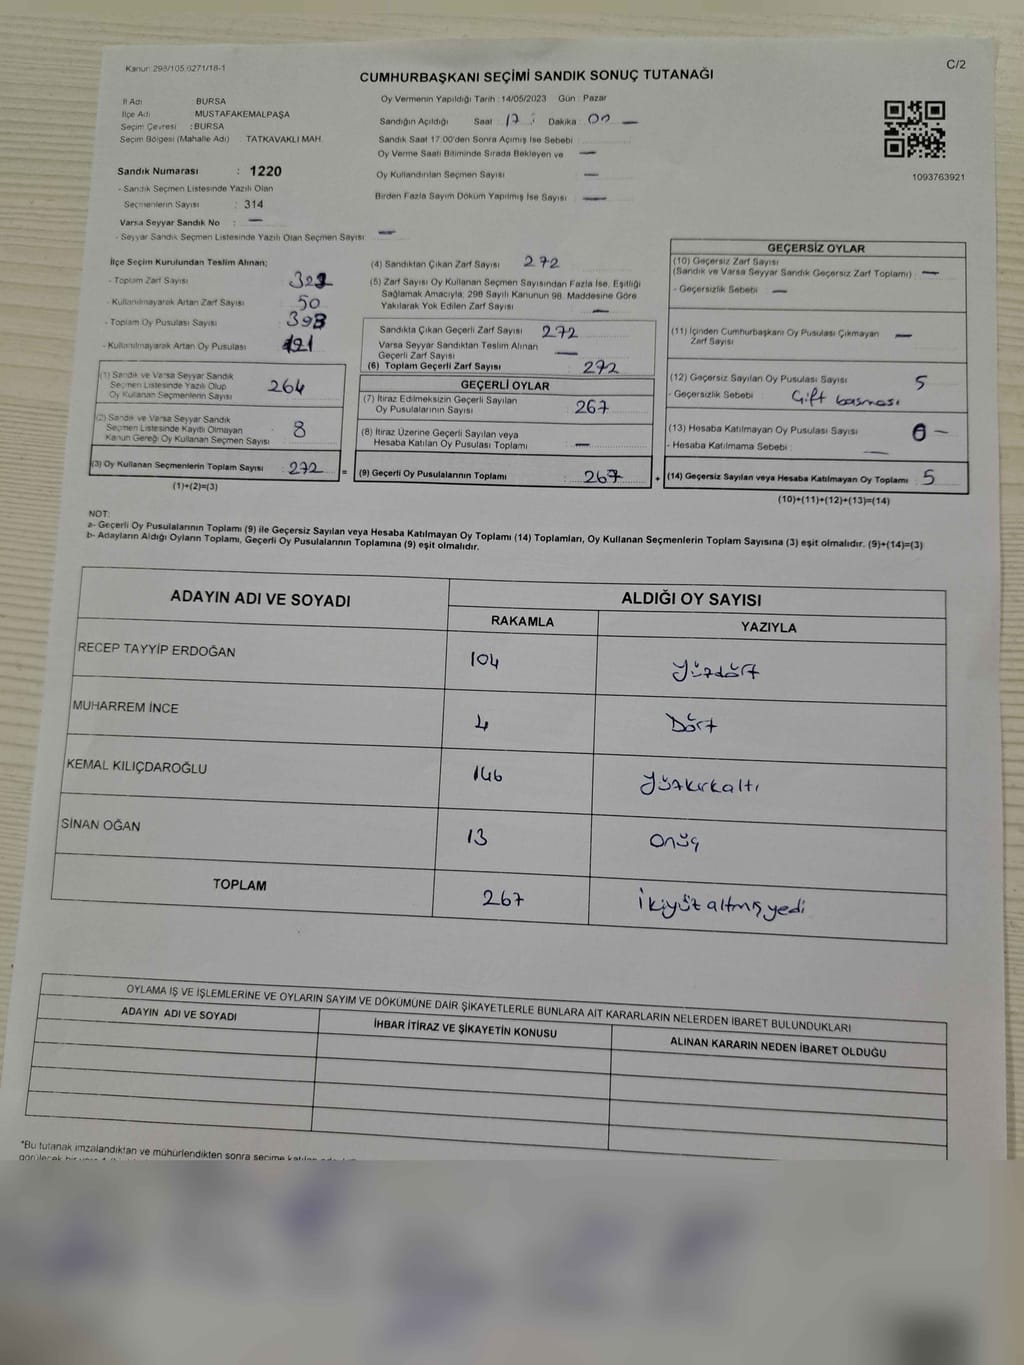 Kanun: 298/105 6271/18-1
C/2
CUMHURBAŞKANI SEÇİMİ SANDIK SONUÇ TUTANAĞI
İl Adı BURSA
İlçe Adı MUSTAFAKEMALPAŞA
Seçim Çevresi : BURSA
Seçim Bölgesi (Mahalle Adı) : TATKAVAKLI MAH.
Oy Vermenin Yapıldığı Tarih : 14/05/2023 Gün : Pazar
Sandığın Açıldığı Saat 17 : Dakika 00 —
Sandık Saat 17.00'den Sonra Açımış İse Sebebi
Oy Verme Saati Bitiminde Sırada Bekleyen ve —
Oy Kullandırılan Seçmen Sayısı —
Birden Fazla Sayım Döküm Yapılmış İse Sayısı —
1093763921
Sandık Numarası : 1220
- Sandık Seçmen Listesinde Yazılı Olan
Seçmenlerin Sayısı : 314
Varsa Seyyar Sandık No : —
- Seyyar Sandık Seçmen Listesinde Yazılı Olan Seçmen Sayısı —
İlçe Seçim Kurulundan Teslim Alınan;
- Toplam Zarf Sayısı
- Kullanılmayarak Artan Zarf Sayısı 50
- Toplam Oy Pusulası Sayısı
- Kullanılmayarak Artan Oy Pusulası 121
(1) Sandık ve Varsa Seyyar Sandık
Seçmen Listesinde Yazılı Olup
Oy Kullanan Seçmenlerin Sayısı 264
(2) Sandık ve Varsa Seyyar Sandık
Listesinde Kayıtlı Olmayan
Kanun Gereği Oy Kullanan Seçmen Sayısı 8
(3) Oy Kullanan Seçmenlerin Toplam Sayısı : 272 =
(1)+(2)=(3)
(4) Sandıktan Çıkan Zarf Sayısı 272
(5) Zarf Sayısı Oy Kullanan Seçmen Sayısından Fazla İse, Eşitliği
Sağlamak Amacıyla, 298 Sayılı Kanunun 98. Maddesine Göre
Yakılarak Yok Edilen Zarf Sayısı —
Sandıkta Çıkan Geçerli Zarf Sayısı 272
Varsa Seyyar Sandıktan Teslim Alınan
Geçerli Zarf Sayısı —
(6) Toplam Geçerli Zarf Sayısı 272
GEÇERLİ OYLAR
(7) İtiraz Edilmeksizin Geçerli Sayılan
Oy Pusulalarının Sayısı 267
(8) İtiraz Üzerine Geçerli Sayılan veya
Hesaba Katılan Oy Pusulası Toplamı —
(9) Geçerli Oy Pusulalarının Toplamı : 267 +
GEÇERSİZ OYLAR
(10) Geçersiz Zarf Sayısı
(Sandık ve Varsa Seyyar Sandık Geçersiz Zarf Toplamı) : —
- Geçersizlik Sebebi : —
(11) İçinden Cumhurbaşkanı Oy Pusulası Çıkmayan —
Zarf Sayısı
(12) Geçersiz Sayılan Oy Pusulası Sayısı 5
- Geçersizlik Sebebi : Çift basması
(13) Hesaba Katılmayan Oy Pusulası Sayısı 0 —
- Hesaba Katılmama Sebebi : —
(14) Geçersiz Sayılan veya Hesaba Katılmayan Oy Toplamı 5
(10)+(11)+(12)+(13)=(14)
NOT:
a- Geçerli Oy Pusulalarının Toplamı (9) ile Geçersiz Sayılan veya Hesaba Katılmayan Oy Toplamı (14) Toplamları, Oy Kullanan Seçmenlerin Toplam Sayısına (3) eşit olmalıdır. (9)+(14)=(3)
b- Adayların Aldığı Oyların Toplamı, Geçerli Oy Pusulalarının Toplamına (9) eşit olmalıdır.
ADAYIN ADI VE SOYADI
ALDIĞI OY SAYISI
RAKAMLA YAZIYLA
RECEP TAYYİP ERDOĞAN 104 Yüzdört
MUHARREM İNCE 4 Dört
KEMAL KILIÇDAROĞLU 146 Yüzkırkaltı
SİNAN OĞAN 13 Onüç
TOPLAM 267 İkiyüz altmış yedi
OYLAMA İŞ VE İŞLEMLERİNE VE OYLARIN SAYIM VE DÖKÜMÜNE DAİR ŞİKAYETLERLE BUNLARA AİT KARARLARIN NELERDEN İBARET BULUNDUKLARI
ADAYIN ADI VE SOYADI İHBAR İTİRAZ VE ŞİKAYETİN KONUSU ALINAN KARARIN NEDEN İBARET OLDUĞU
*Bu tutanak imzalandıktan ve mühürlendikten sonra seçime